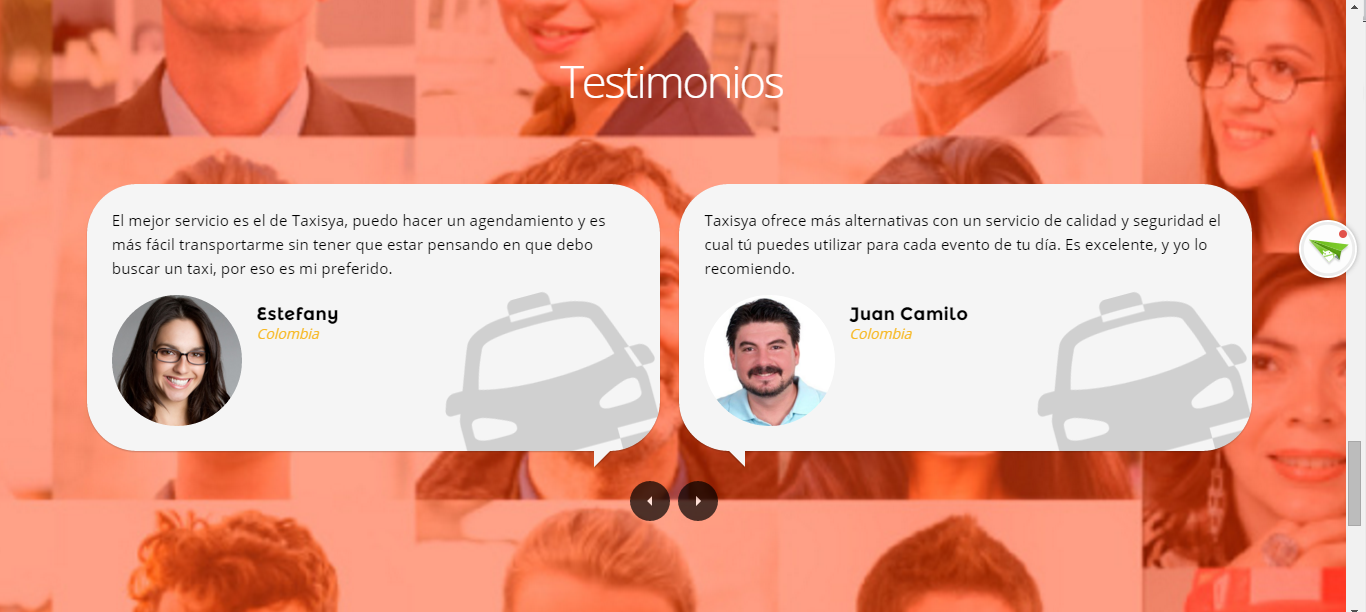 Testimonios
El mejor servicio es el de Taxisya, puedo hacer un agendamiento y es
más fácil transportarme sin tener que estar pensando en que debo
buscar un taxi, por eso es mi preferido.
Estefany
Colombia
Taxisya ofrece más alternativas con un servicio de calidad y seguridad el
cual tú puedes utilizar para cada evento de tu día. Es excelente, y yo lo
recomiendo.
Juan Camilo
Colombia